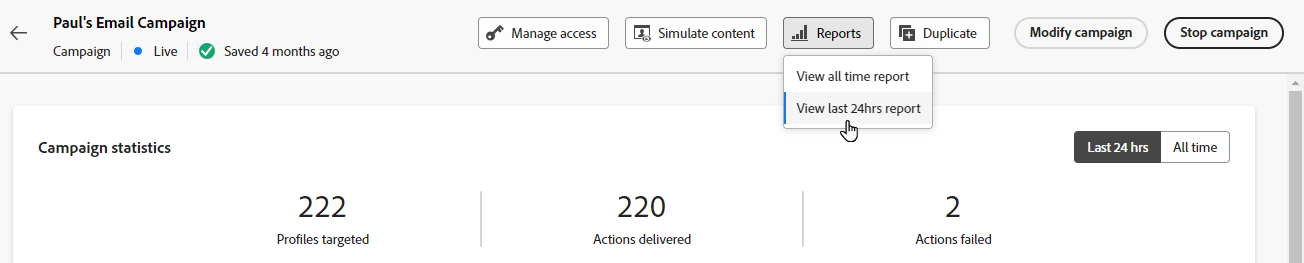 Paul's Email Campaign
Campaign Live Saved 4 months ago
Manage access Simulate content Reports Duplicate Modify campaign Stop campaign
View all time report
View last 24hrs report
Campaign statistics Last 24 hrs All time
222 220 2
Profiles targeted Actions delivered Actions failed